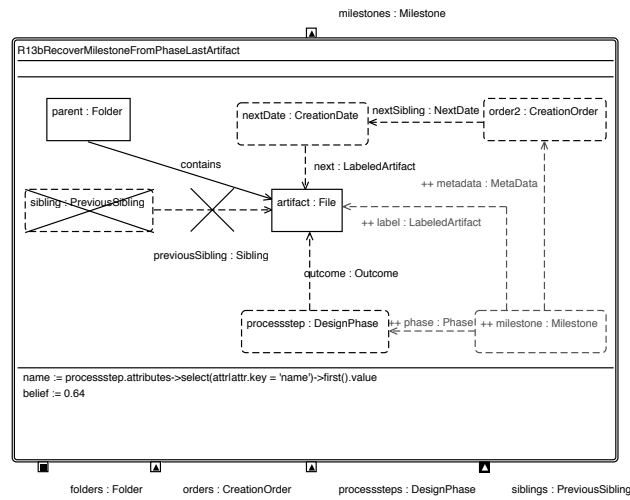 milestones : Milestone
R13bRecoverMilestoneFromPhaseLastArtifact
parent : Folder
nextDate : CreationDate
nextSibling : NextDate
order2 : CreationOrder
contains
next : LabeledArtifact
++ metadata : MetaData
sibling : PreviousSibling
artifact : File
++ label : LabeledArtifact
previousSibling : Sibling
outcome : Outcome
processstep : DesignPhase
++ phase : Phase
++ milestone : Milestone
name := processstep.attributes->select(attr|attr.key = 'name')->first().value
belief := 0.64
folders : Folder
orders : CreationOrder
processsteps : DesignPhase
siblings : PreviousSibling